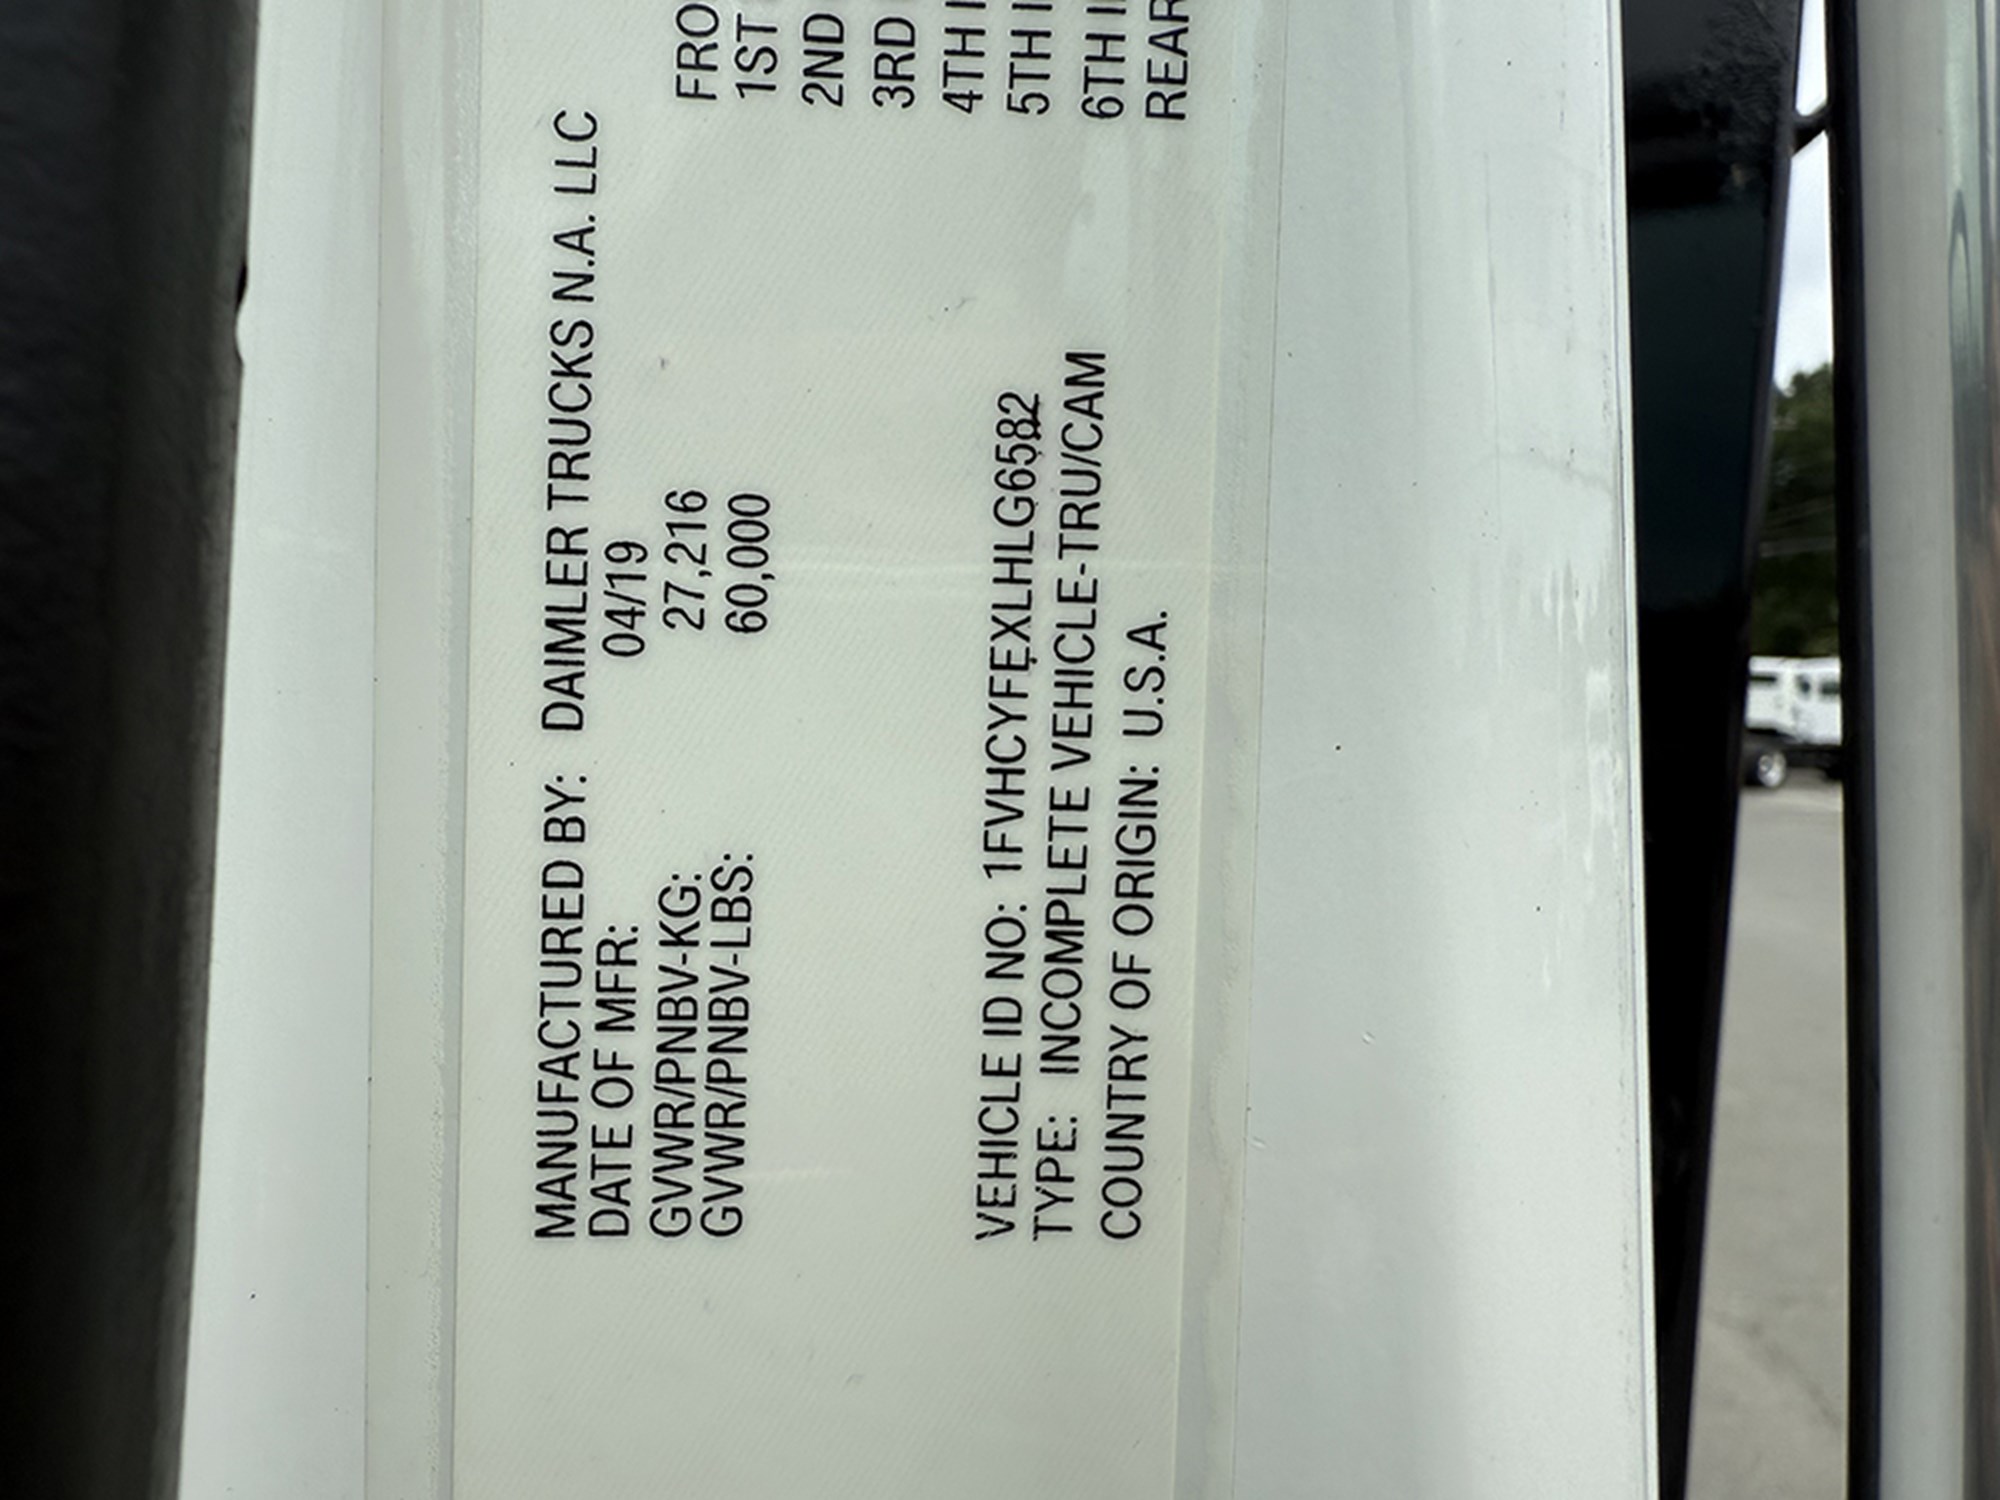 MANUFACTURED BY: DAIMLER TRUCKS N.A. LLC
DATE OF MFR: 04/19
GVWR/PNBV-KG: 27,216
GVWR/PNBV-LBS: 60,000
VEHICLE ID NO: 1FVHCYFEXLHLG6582
TYPE: INCOMPLETE VEHICLE-TRU/CAM
COUNTRY OF ORIGIN: U.S.A.
FRO
1ST
2ND
3RD
4TH I
5TH I
6TH I
REAR